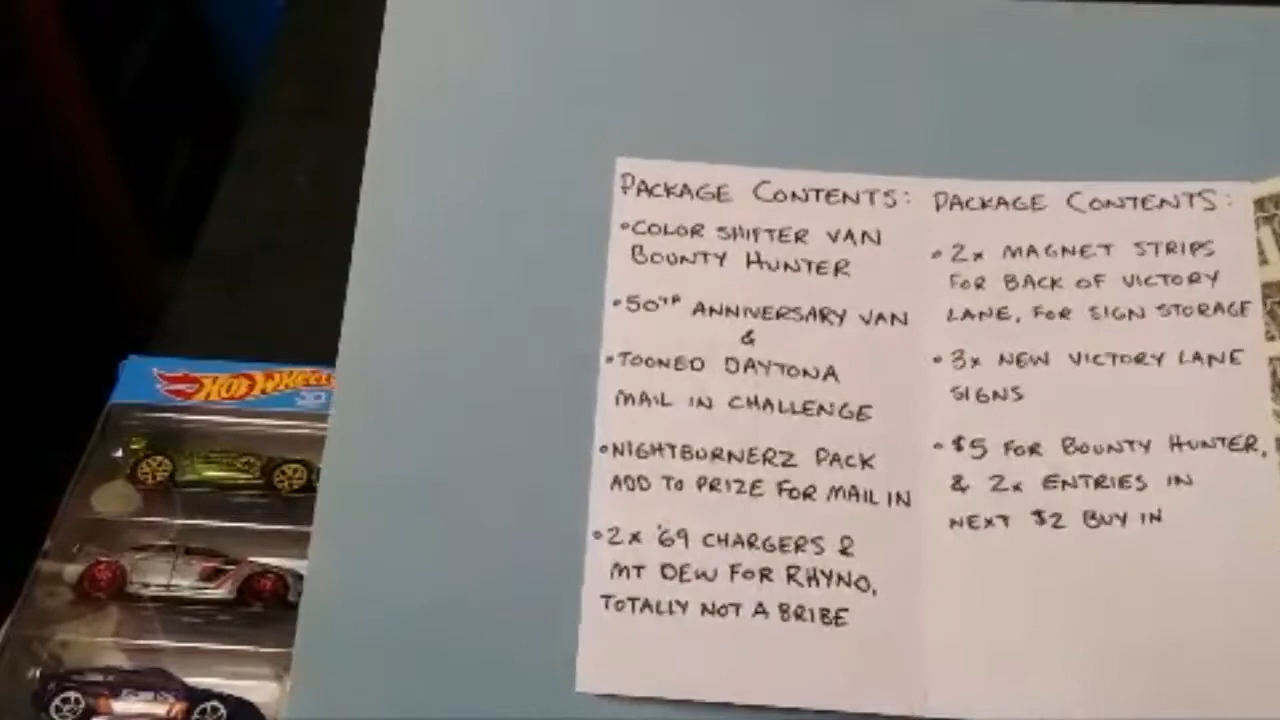 PACKAGE CONTENTS:
•COLOR SHIFTER VAN
BOUNTY HUNTER
•50TH ANNIVERSARY VAN
&
•TOONED DAYTONA
MAIL IN CHALLENGE
•NIGHTBURNERZ PACK
ADD TO PRIZE FOR MAIL IN
•2x '69 CHARGERS &
MT DEW FOR RHYNO,
TOTALLY NOT A BRIBE
PACKAGE CONTENTS:
•2x MAGNET STRIPS
FOR BACK OF VICTORY
LANE, FOR SIGN STORAGE
•3x NEW VICTORY LANE
SIGNS
•$5 FOR BOUNTY HUNTER,
& 2x ENTRIES IN
NEXT $2 BUY IN
HOT WHEELS